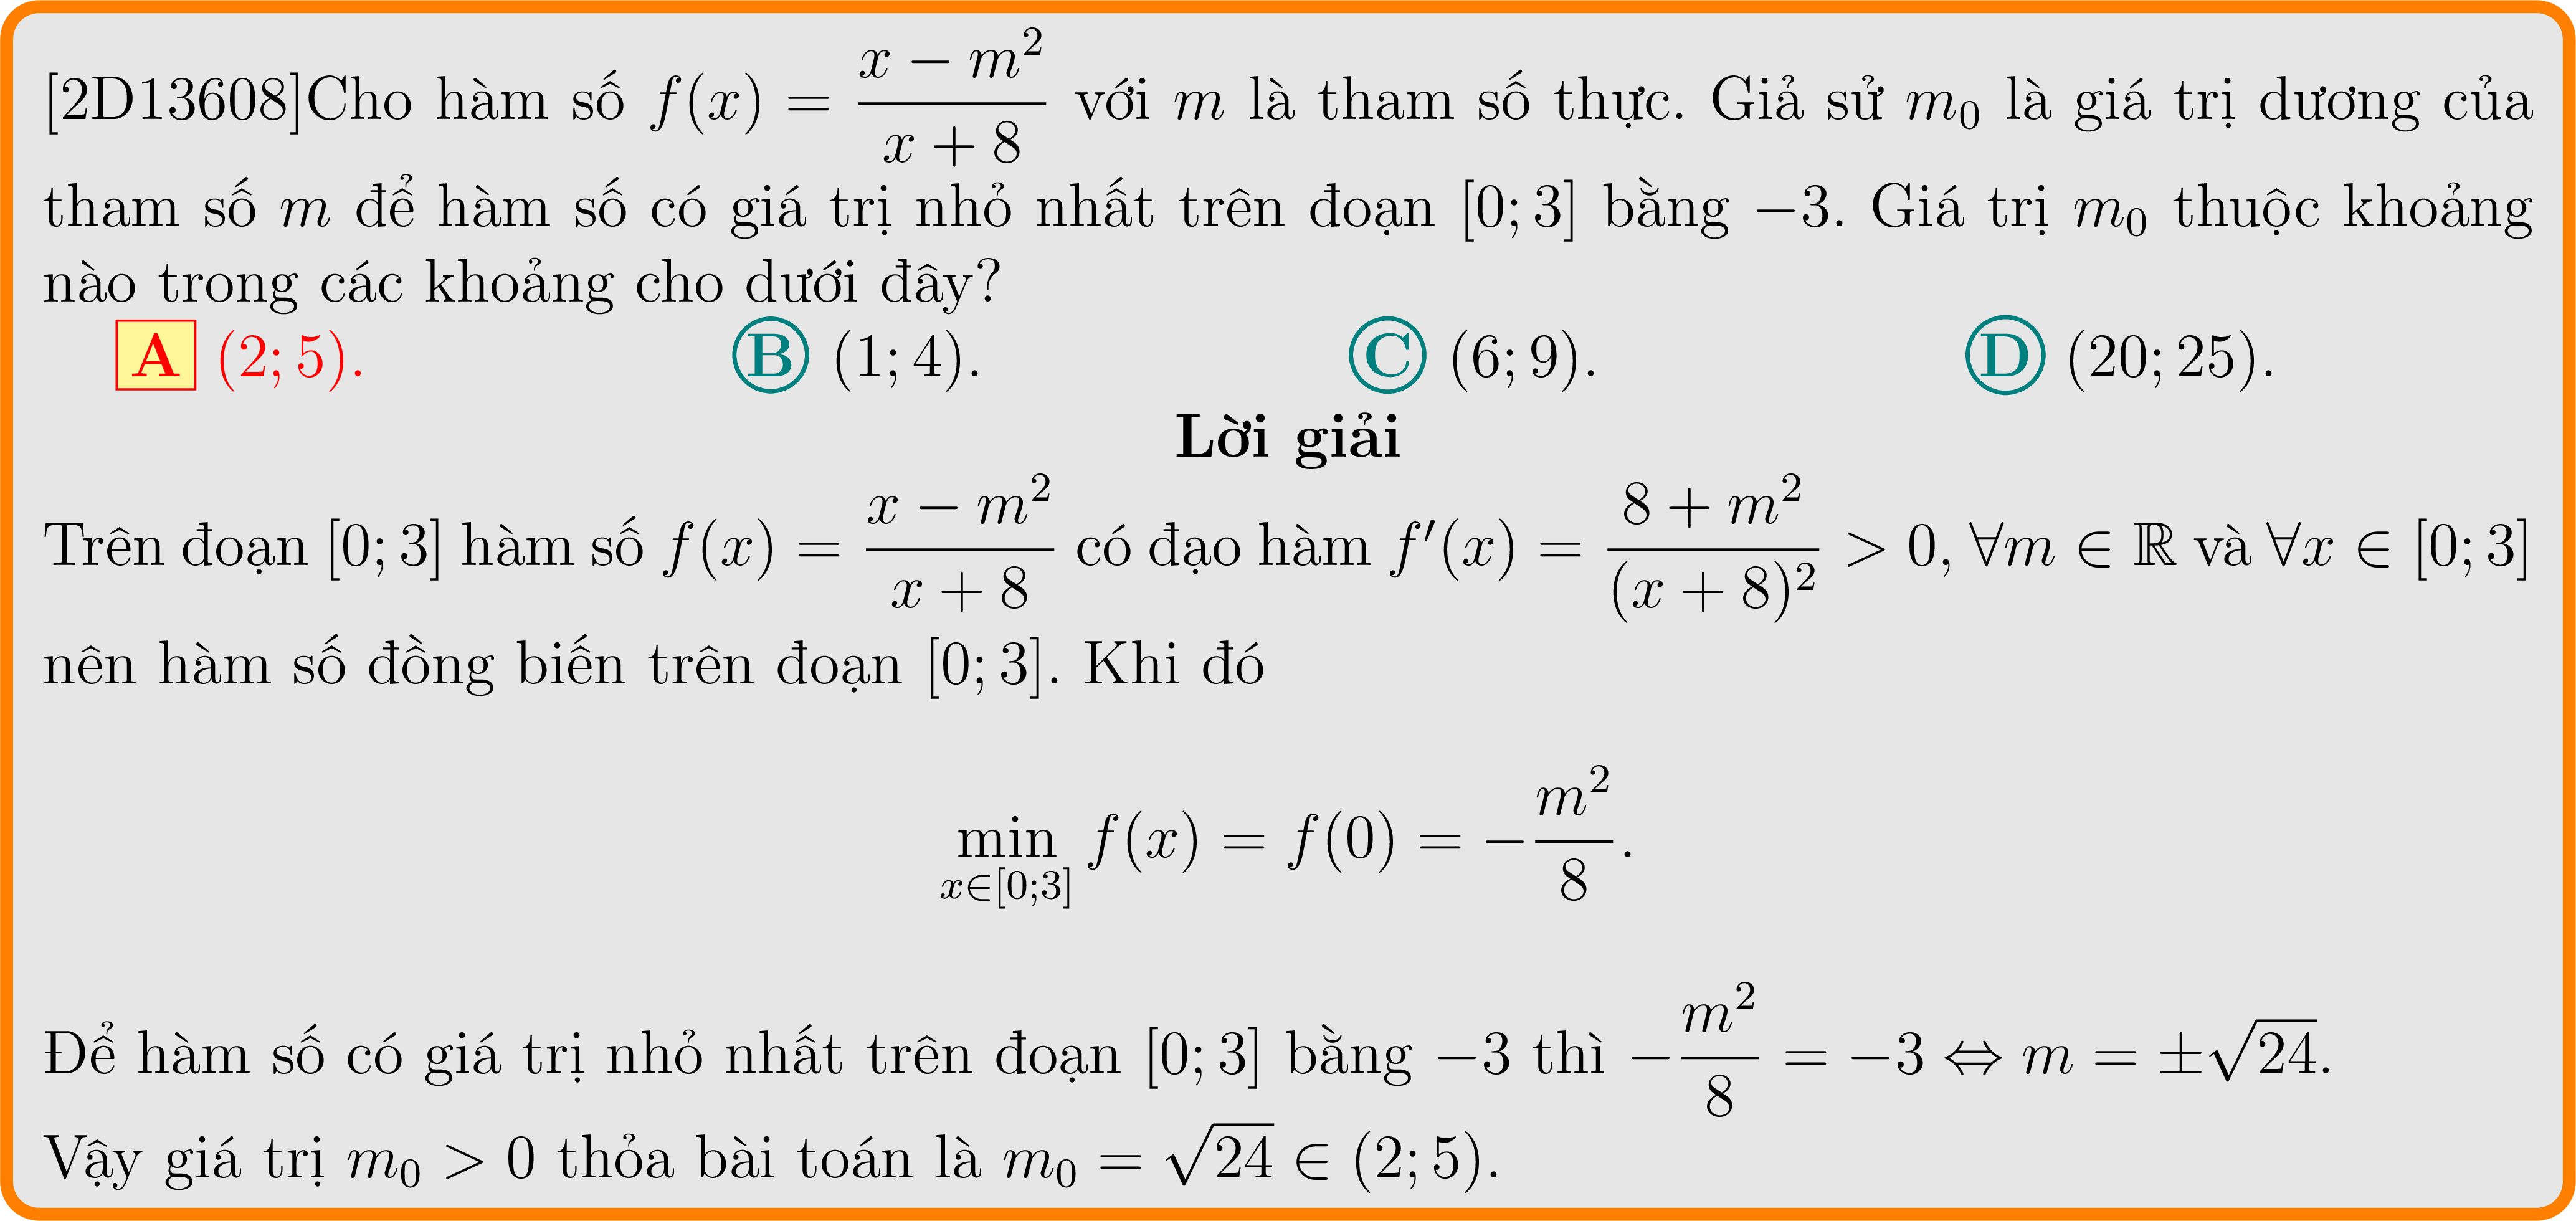 [2D13608]Cho hàm số $f(x) = \dfrac{x - m^2}{x + 8}$ với $m$ là tham số thực. Giả sử $m_0$ là giá trị dương của
tham số $m$ để hàm số có giá trị nhỏ nhất trên đoạn $[0; 3]$ bằng $-3$. Giá trị $m_0$ thuộc khoảng
nào trong các khoảng cho dưới đây?
A $(2; 5)$. B $(1; 4)$. C $(6; 9)$. D $(20; 25)$.
Lời giải
Trên đoạn $[0; 3]$ hàm số $f(x) = \dfrac{x - m^2}{x + 8}$ có đạo hàm $f'(x) = \dfrac{8 + m^2}{(x + 8)^2} > 0, \forall m \in \mathbb{R}$ và $\forall x \in [0; 3]$
nên hàm số đồng biến trên đoạn $[0; 3]$. Khi đó
$\min\limits_{x \in [0;3]} f(x) = f(0) = -\dfrac{m^2}{8}.$
Để hàm số có giá trị nhỏ nhất trên đoạn $[0; 3]$ bằng $-3$ thì $-\dfrac{m^2}{8} = -3 \Leftrightarrow m = \pm\sqrt{24}$.
Vậy giá trị $m_0 > 0$ thỏa bài toán là $m_0 = \sqrt{24} \in (2; 5)$.